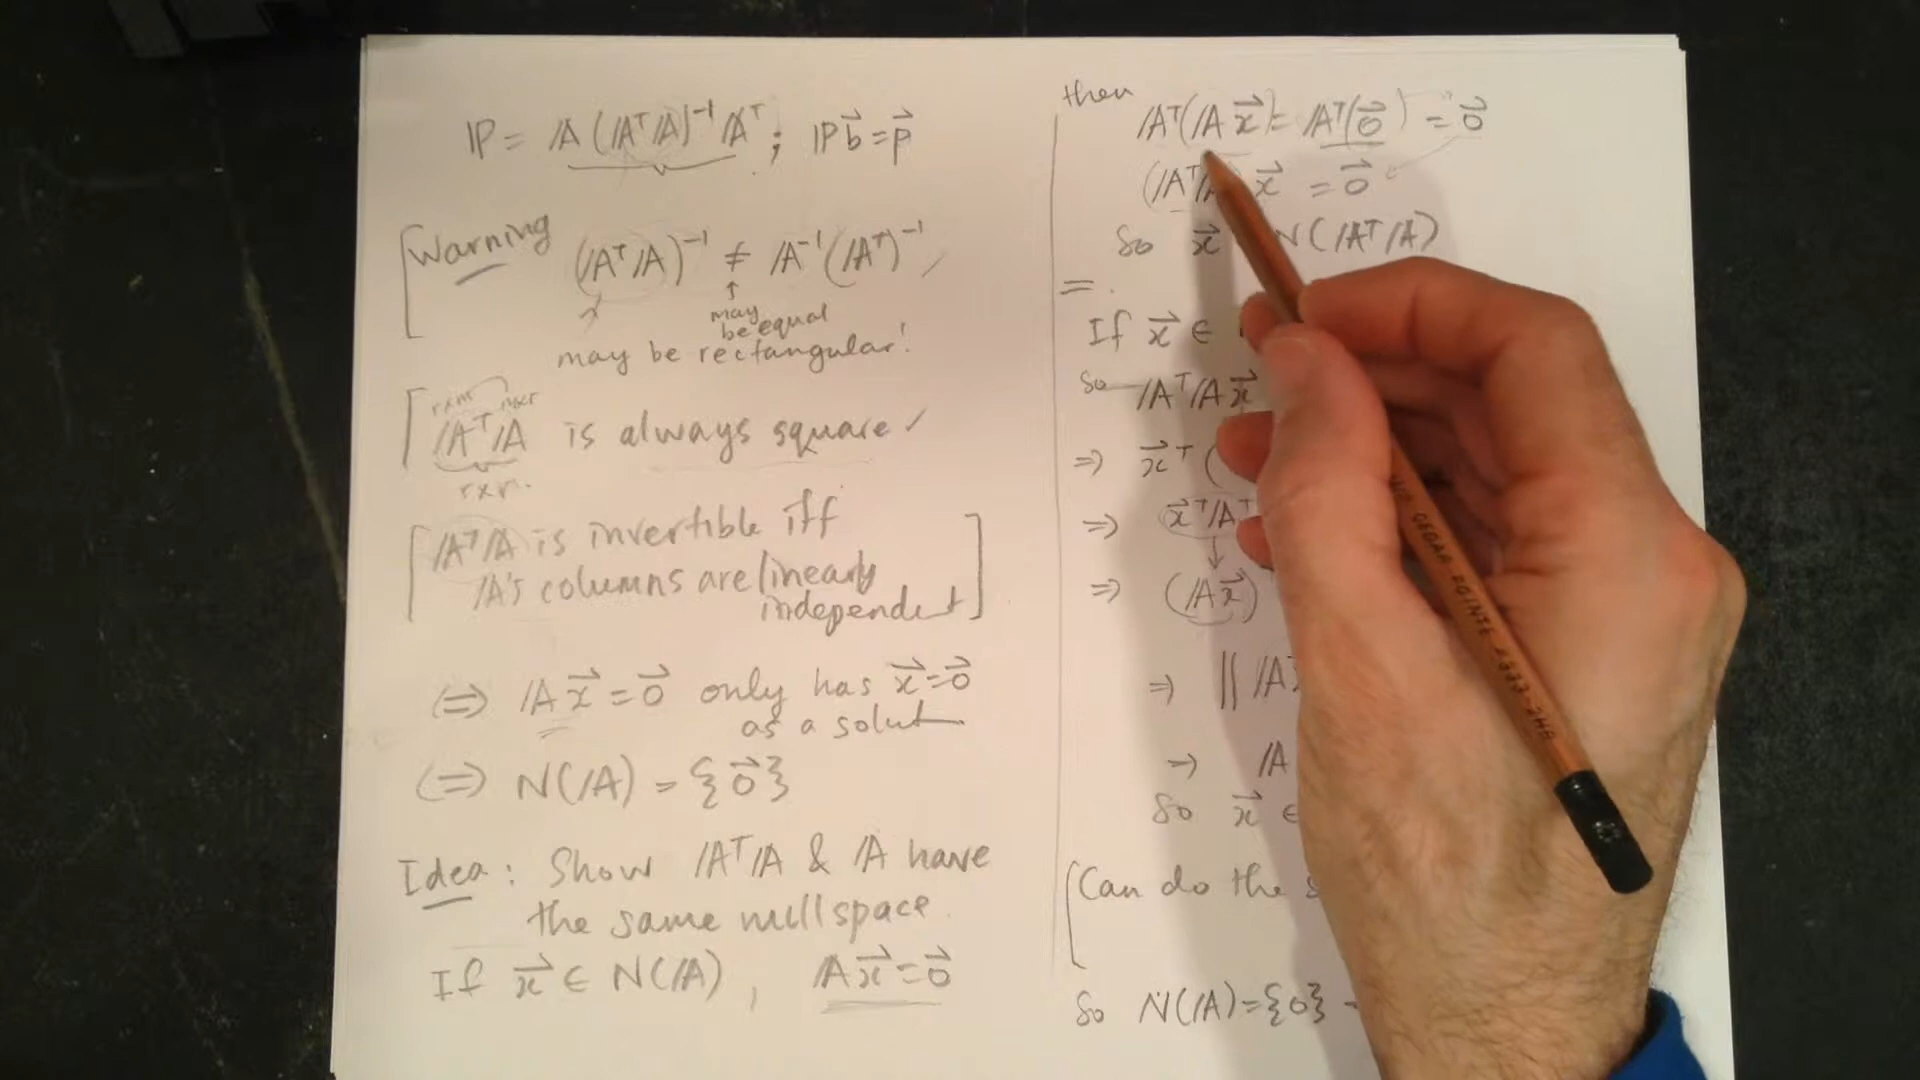 ℙ = 𝔸(𝔸ᵀ𝔸)⁻¹𝔸ᵀ ; ℙb⃗ = p⃗
Warning
(𝔸ᵀ𝔸)⁻¹ ≠ 𝔸⁻¹(𝔸ᵀ)⁻¹
↑
may
be equal
may be rectangular!
rxm mxr
𝔸ᵀ𝔸 is always square ✓
rxr.
𝔸ᵀ𝔸 is invertible iff
𝔸's columns are linearly
independent
⇔ 𝔸x⃗ = 0⃗ only has x⃗ = 0⃗
as a solut
⇔ N(𝔸) = {0⃗}
Idea: Show 𝔸ᵀ𝔸 & 𝔸 have
the same nullspace.
If x⃗ ∈ N(𝔸), 𝔸x⃗ = 0⃗
then
𝔸ᵀ(𝔸x⃗) = 𝔸ᵀ(0⃗) = 0⃗
(𝔸ᵀ𝔸)x⃗ = 0⃗
So x⃗ N(𝔸ᵀ𝔸)
=.
If x⃗ ∈
So 𝔸ᵀ𝔸x⃗
⇒ x⃗ᵀ(
⇒ x⃗ᵀ𝔸ᵀ
↓
⇒ (𝔸x⃗)
⇒ ||𝔸x⃗
⇒ 𝔸
So x⃗ ∈
(Can do the
So N(𝔸) = {0}